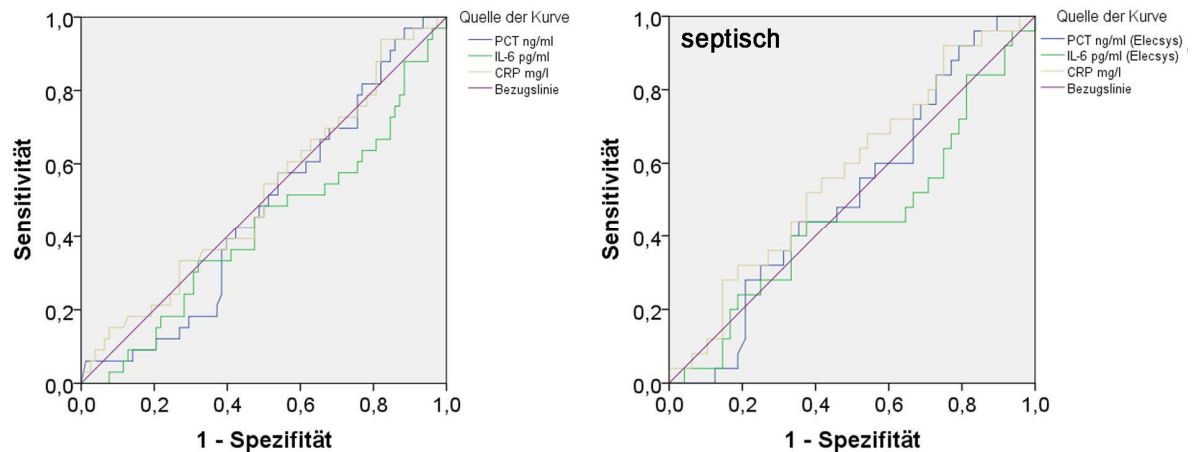 Sensitivität
1,0
0,8
0,6
0,4
0,2
0,0
0,0 0,2 0,4 0,6 0,8 1,0
1 - Spezifität
Quelle der Kurve
PCT ng/ml
IL-6 pg/ml
CRP mg/l
Bezugslinie
septisch
Sensitivität
1,0
0,8
0,6
0,4
0,2
0,0
0,0 0,2 0,4 0,6 0,8 1,0
1 - Spezifität
Quelle der Kurve
PCT ng/ml (Elecsys)
IL-6 pg/ml (Elecsys)
CRP mg/l
Bezugslinie